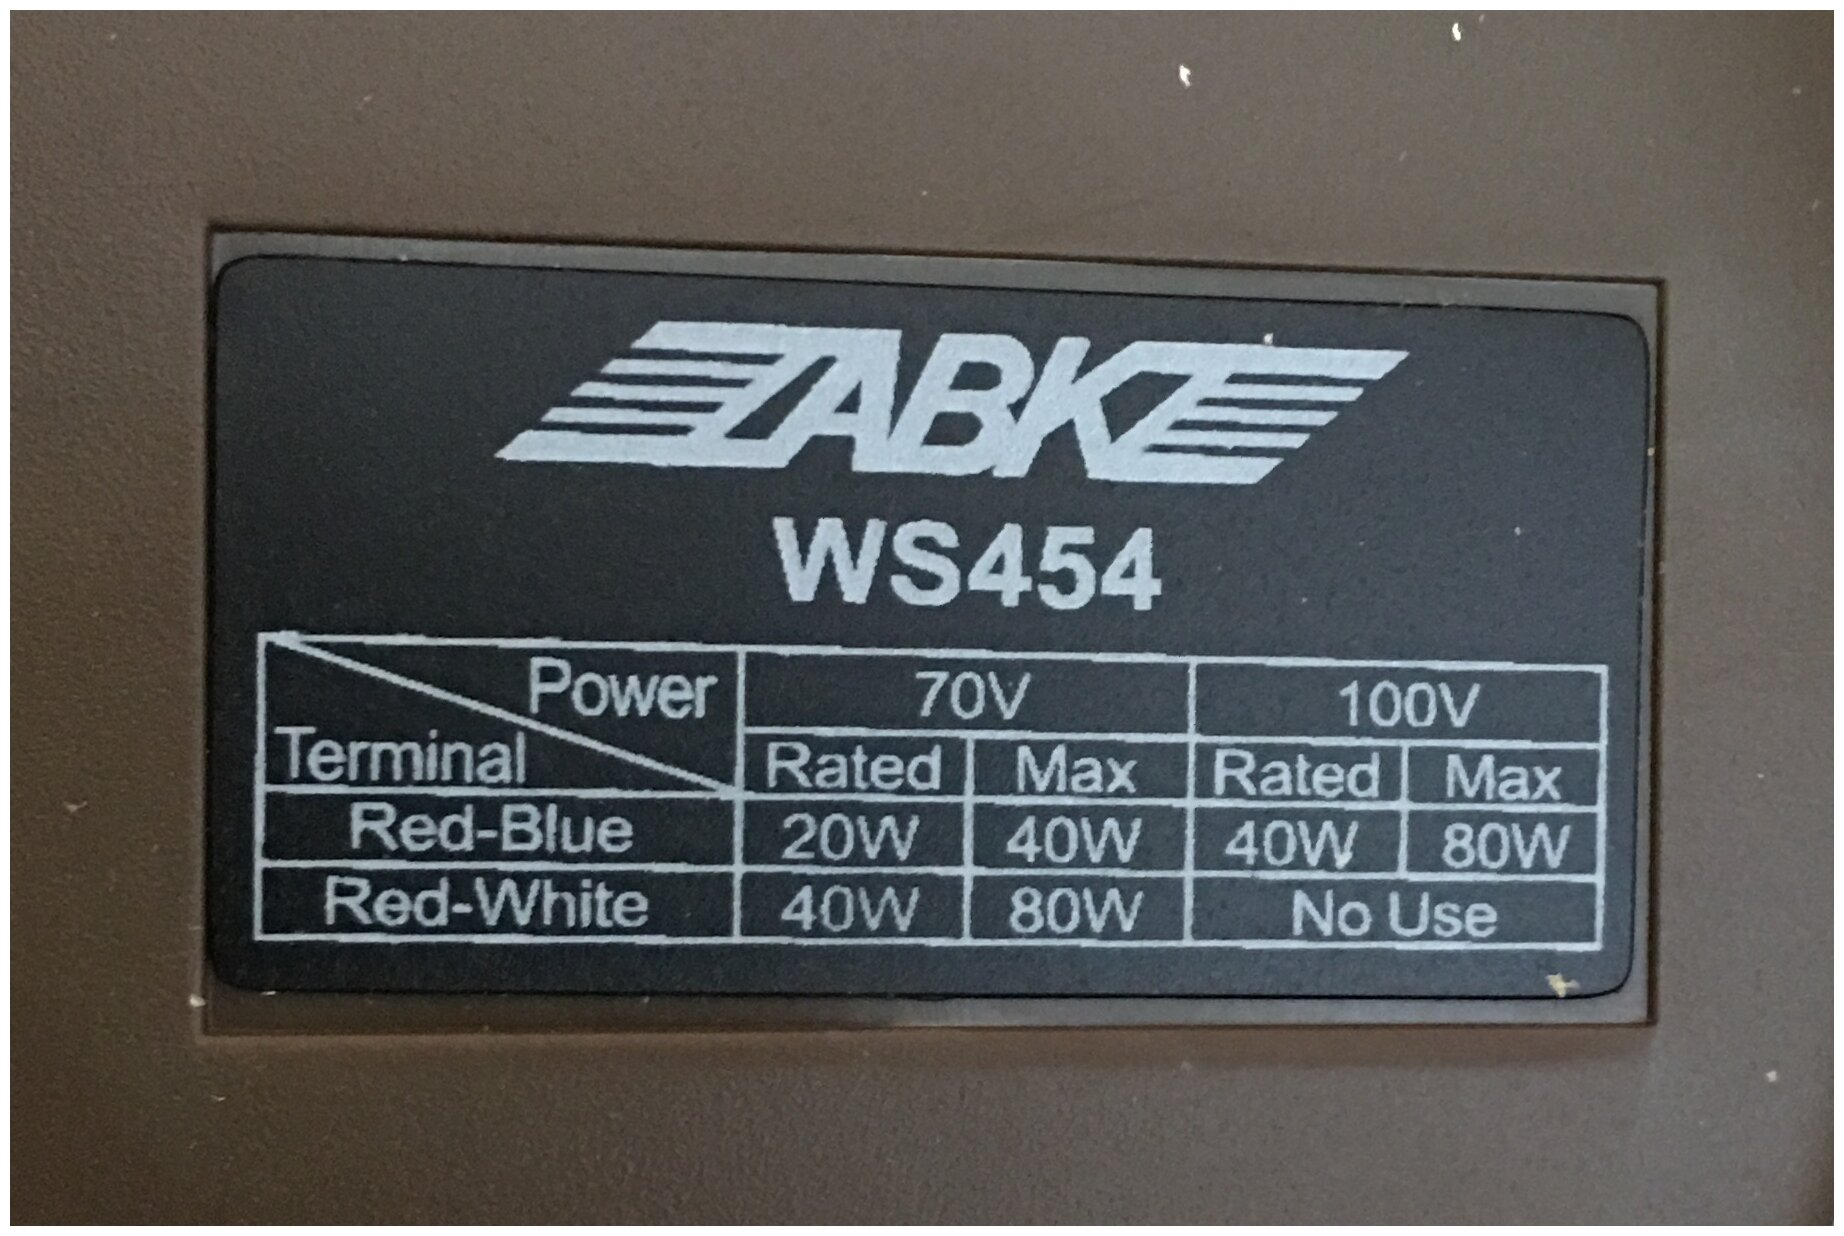 ABK
WS454
Power 70V 100V
Terminal Rated Max Rated Max
Red-Blue 20W 40W 40W 80W
Red-White 40W 80W No Use